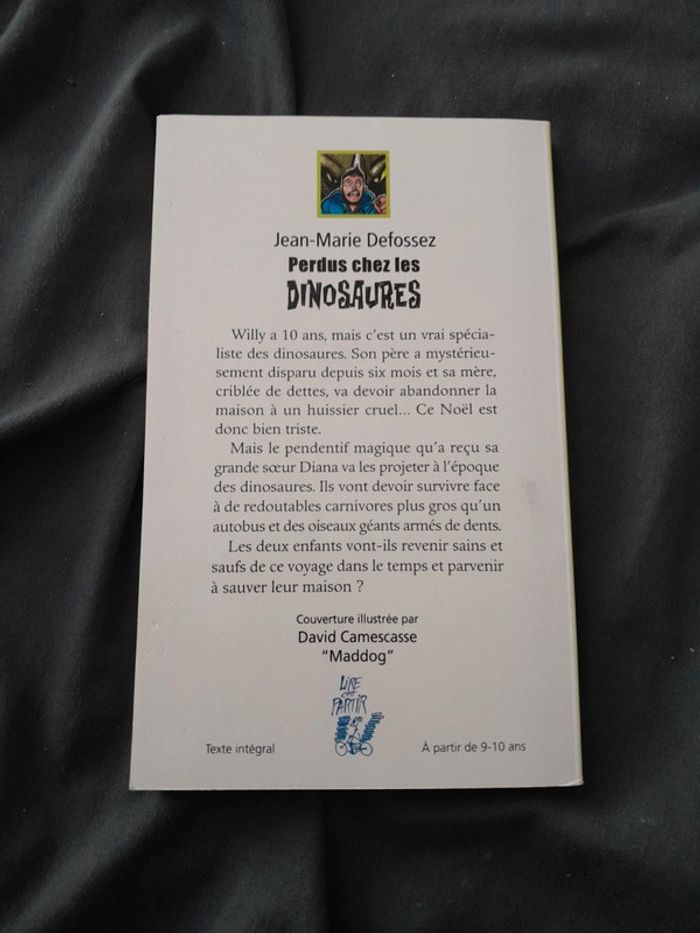 Jean-Marie Defossez
Perdus chez les
DINOSAURES
Willy a 10 ans, mais c'est un vrai spécia-
liste des dinosaures. Son père a mystérieu-
sement disparu depuis six mois et sa mère,
criblée de dettes, va devoir abandonner la
maison à un huissier cruel... Ce Noël est
donc bien triste.
Mais le pendentif magique qu'a reçu sa
grande sœur Diana va les projeter à l'époque
des dinosaures. Ils vont devoir survivre face
à de redoutables carnivores plus gros qu'un
autobus et des oiseaux géants armés de dents.
Les deux enfants vont-ils revenir sains et
saufs de ce voyage dans le temps et parvenir
à sauver leur maison ?
Couverture illustrée par
David Camescasse
"Maddog"
LIRE
c'est
PARTIR
Texte intégral
À partir de 9-10 ans